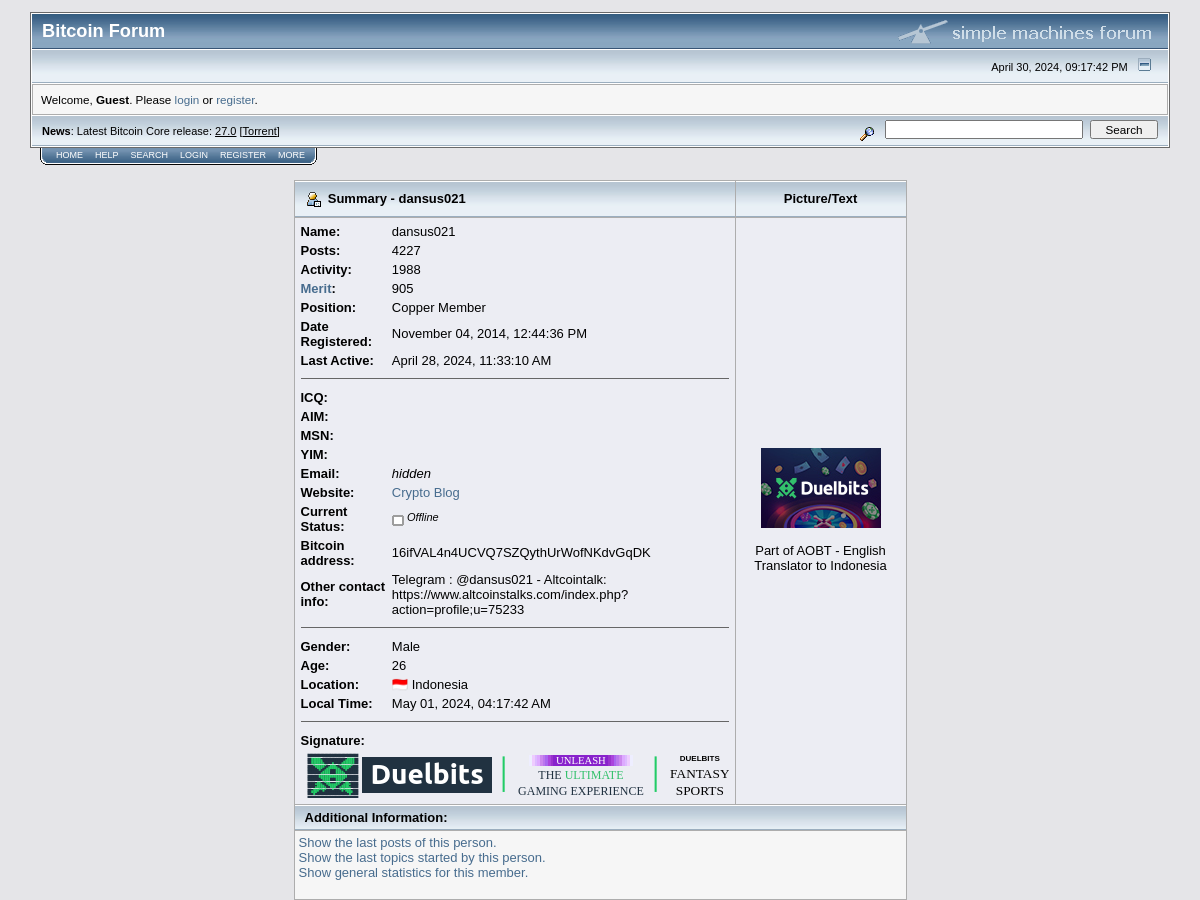 Bitcoin Forum
simple machines forum
April 30, 2024, 09:17:42 PM
Welcome, Guest. Please login or register.
News: Latest Bitcoin Core release: 27.0 [Torrent]
Search
HOME HELP SEARCH LOGIN REGISTER MORE
Summary - dansus021
Picture/Text
Name: dansus021
Posts: 4227
Activity: 1988
Merit: 905
Position: Copper Member
Date
Registered: November 04, 2014, 12:44:36 PM
Last Active: April 28, 2024, 11:33:10 AM
ICQ:
AIM:
MSN:
YIM:
Email: hidden
Website: Crypto Blog
Current
Status: Offline
Bitcoin
address: 16ifVAL4n4UCVQ7SZQythUrWofNKdvGqDK
Other contact
info: Telegram : @dansus021 - Altcointalk:
https://www.altcoinstalks.com/index.php?
action=profile;u=75233
Gender: Male
Age: 26
Location: Indonesia
Local Time: May 01, 2024, 04:17:42 AM
Signature:
Duelbits
UNLEASH
THE ULTIMATE
GAMING EXPERIENCE
DUELBITS
FANTASY
SPORTS
Duelbits
Part of AOBT - English
Translator to Indonesia
Additional Information:
Show the last posts of this person.
Show the last topics started by this person.
Show general statistics for this member.